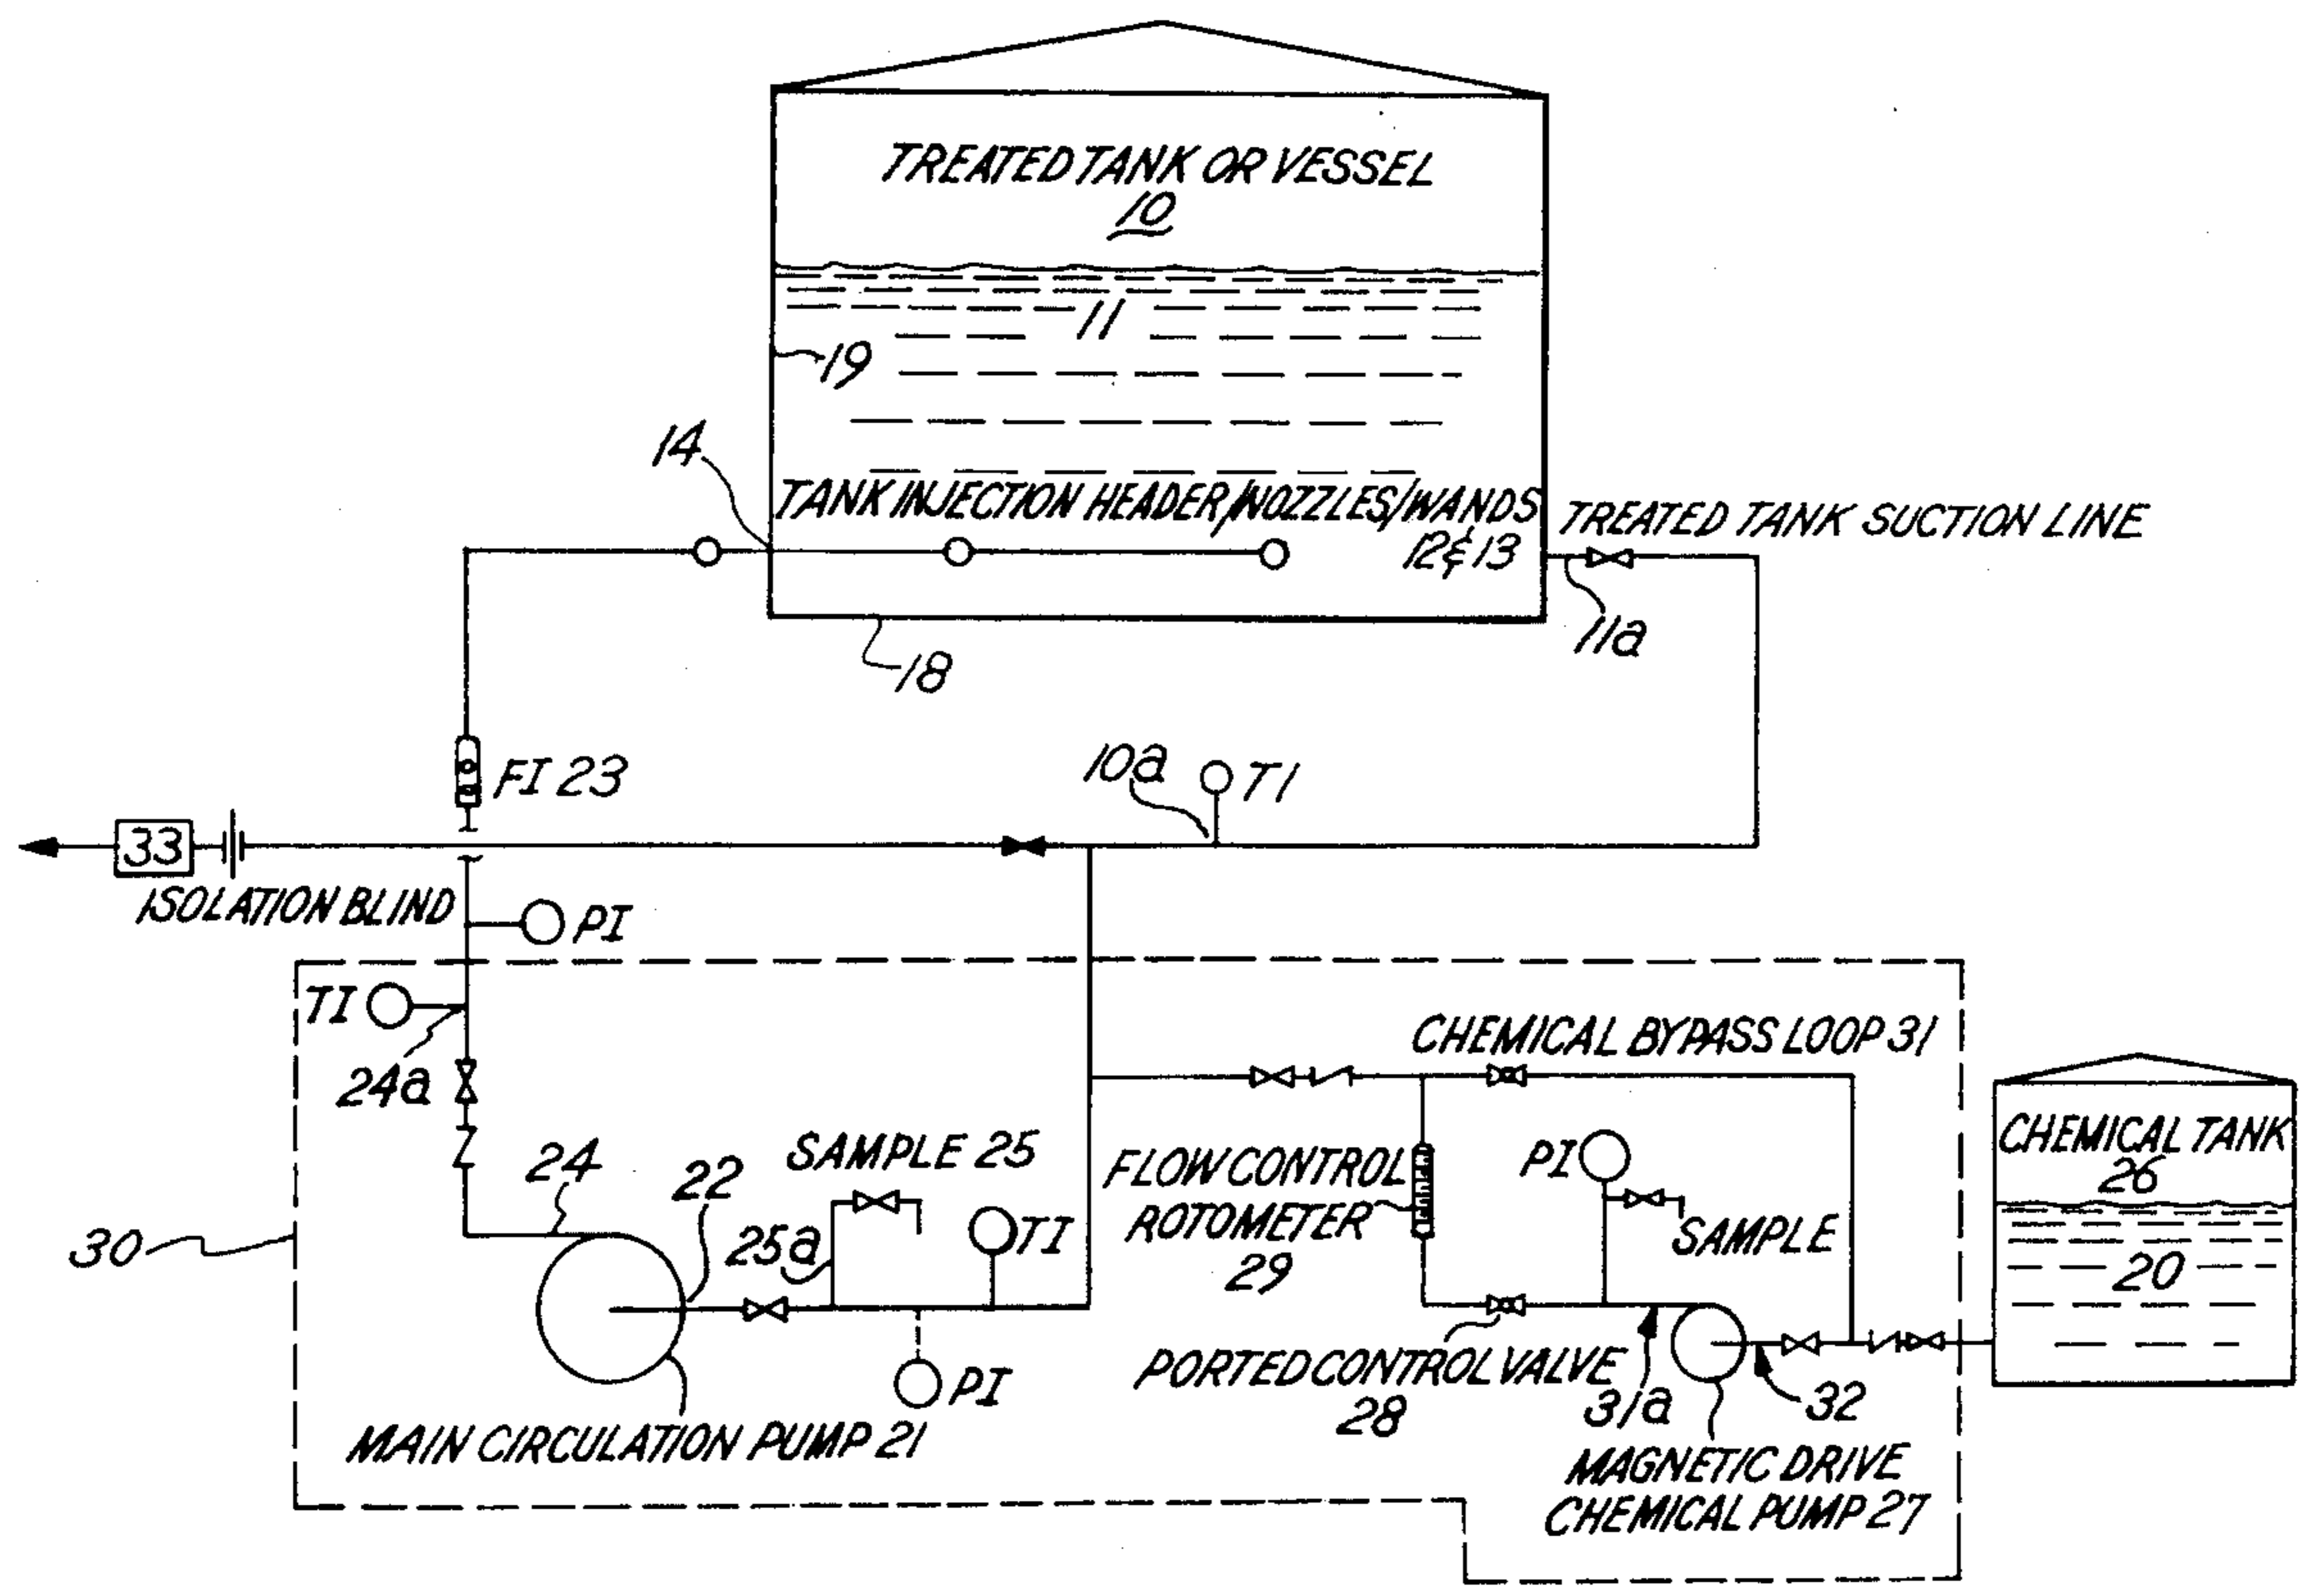 TREATED TANK OR VESSEL
10
11
19
14
TANK INJECTION HEADER/NOZZLES/WANDS
12 & 13
TREATED TANK SUCTION LINE
11a
18
FI 23
10a
TI
33
ISOLATION BLIND
PI
TI
24a
CHEMICAL BYPASS LOOP 31
CHEMICAL TANK
26
20
24
22
SAMPLE 25
25a
TI
FLOW CONTROL
ROTOMETER
29
PI
SAMPLE
30
PI
PORTED CONTROL VALVE
28
31a
32
MAIN CIRCULATION PUMP 21
MAGNETIC DRIVE
CHEMICAL PUMP 27